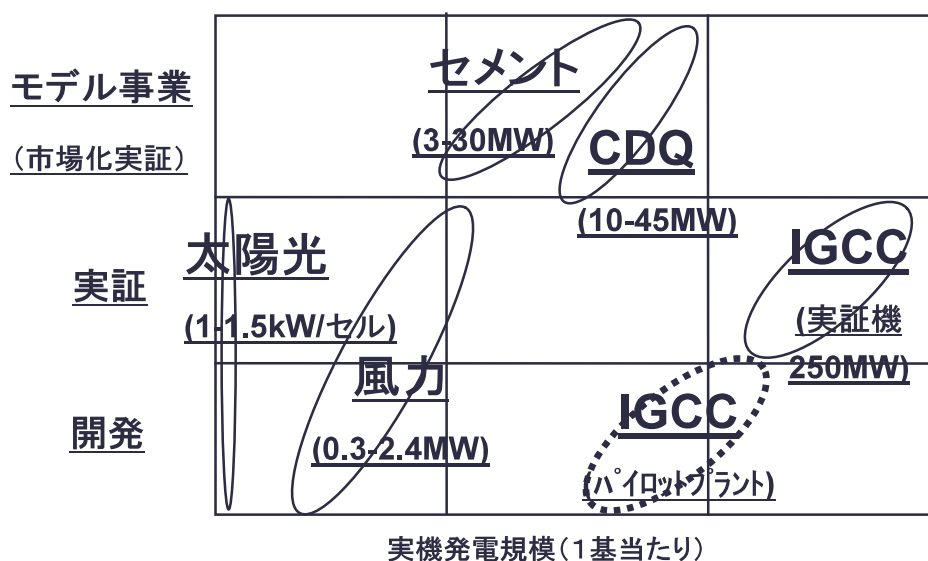 モデル事業
（市場化実証）
セメント
(3-30MW)
CDQ
(10-45MW)
実証
太陽光
(1-1.5kW/セル)
IGCC
(実証機
250MW)
開発
風力
(0.3-2.4MW)
IGCC
(ﾊﾟｲﾛｯﾄﾌﾟﾗﾝﾄ)
実機発電規模（１基当たり）